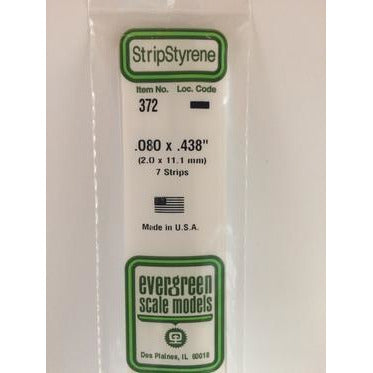 StripStyrene
Item No. Loc. Code
372
.080 x .438"
(2.0 x 11.1 mm)
7 Strips
Made in U.S.A.
evergreen
scale models
Des Plaines, IL 60018